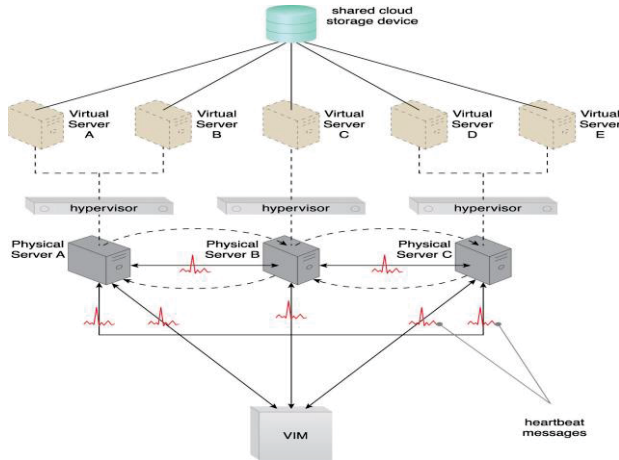 shared cloud
storage device
Virtual
Server
A
Virtual
Server
B
Virtual
Server
C
Virtual
Server
D
Virtual
Server
E
hypervisor
hypervisor
hypervisor
Physical
Server A
Physical
Server B
Physical
Server C
VIM
heartbeat
messages